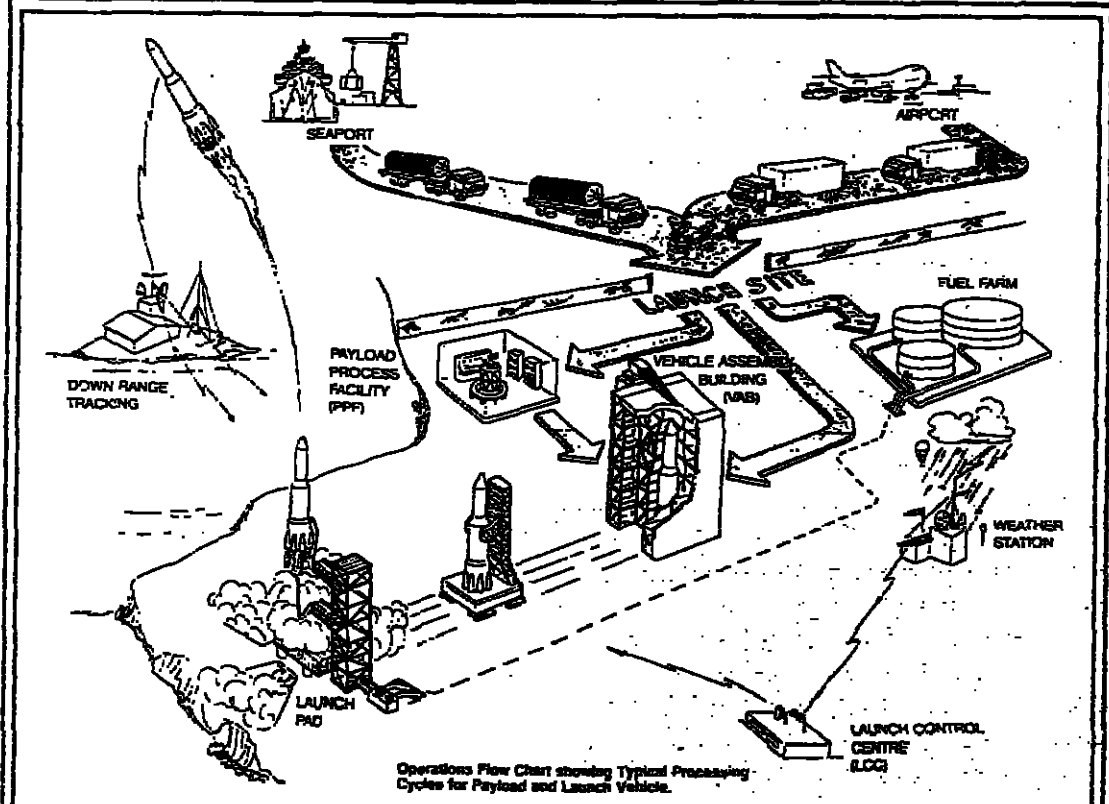 SEAPORT
AIRPORT
LAUNCE SITE
FUEL FARM
PAYLOAD
PROCESS
FACILITY
(PPF)
VEHICLE ASSEMBLY
BUILDING
(VAB)
DOWN RANGE
TRACKING
WEATHER
STATION
LAUNCH
PAD
LAUNCH CONTROL
CENTRE
(LCC)
Operations Flow Chart showing Typical Processing
Cycles for Payload and Launch Vehicle.